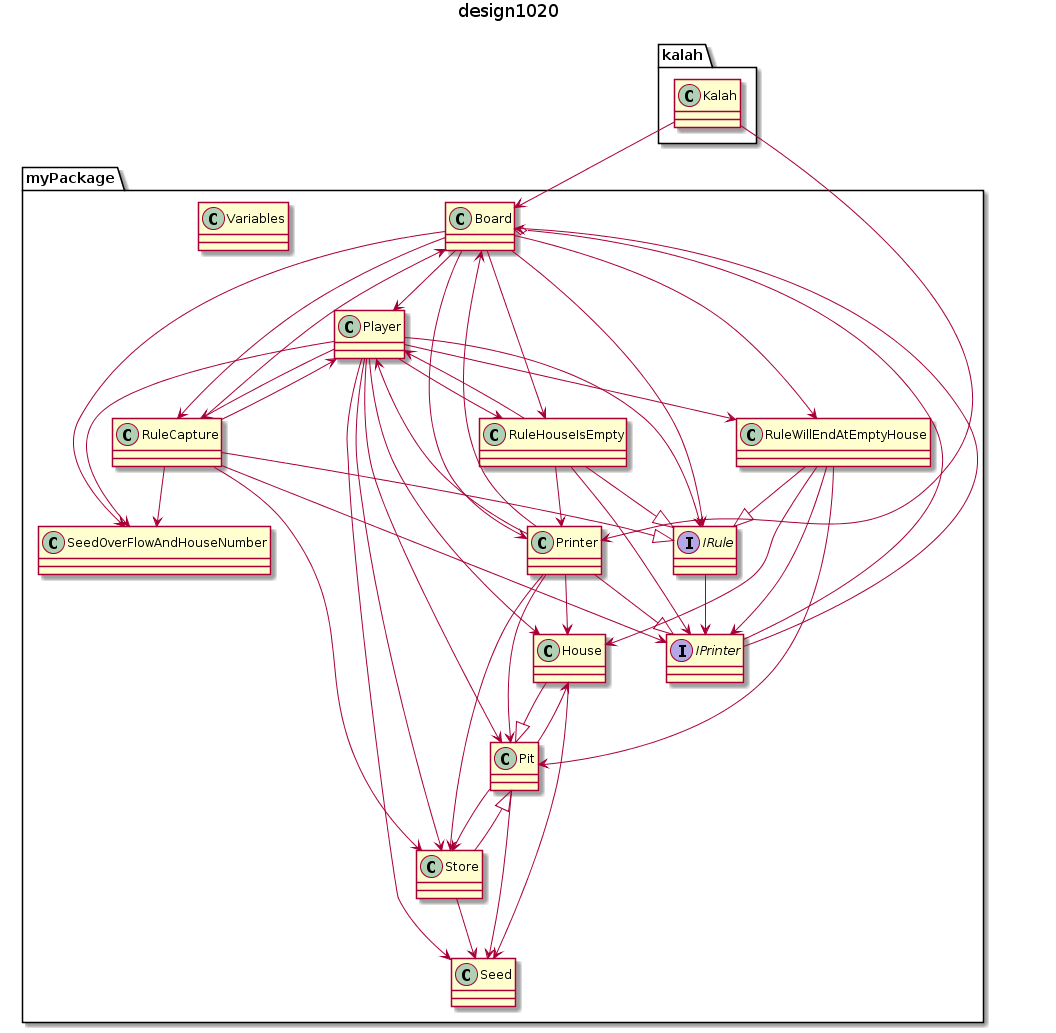 design1020
kalah
C Kalah
myPackage
C Variables
C Board
C Player
C RuleCapture
C RuleHouseIsEmpty
C RuleWillEndAtEmptyHouse
C SeedOverFlowAndHouseNumber
C Printer
I IRule
C House
I IPrinter
C Pit
C Store
C Seed